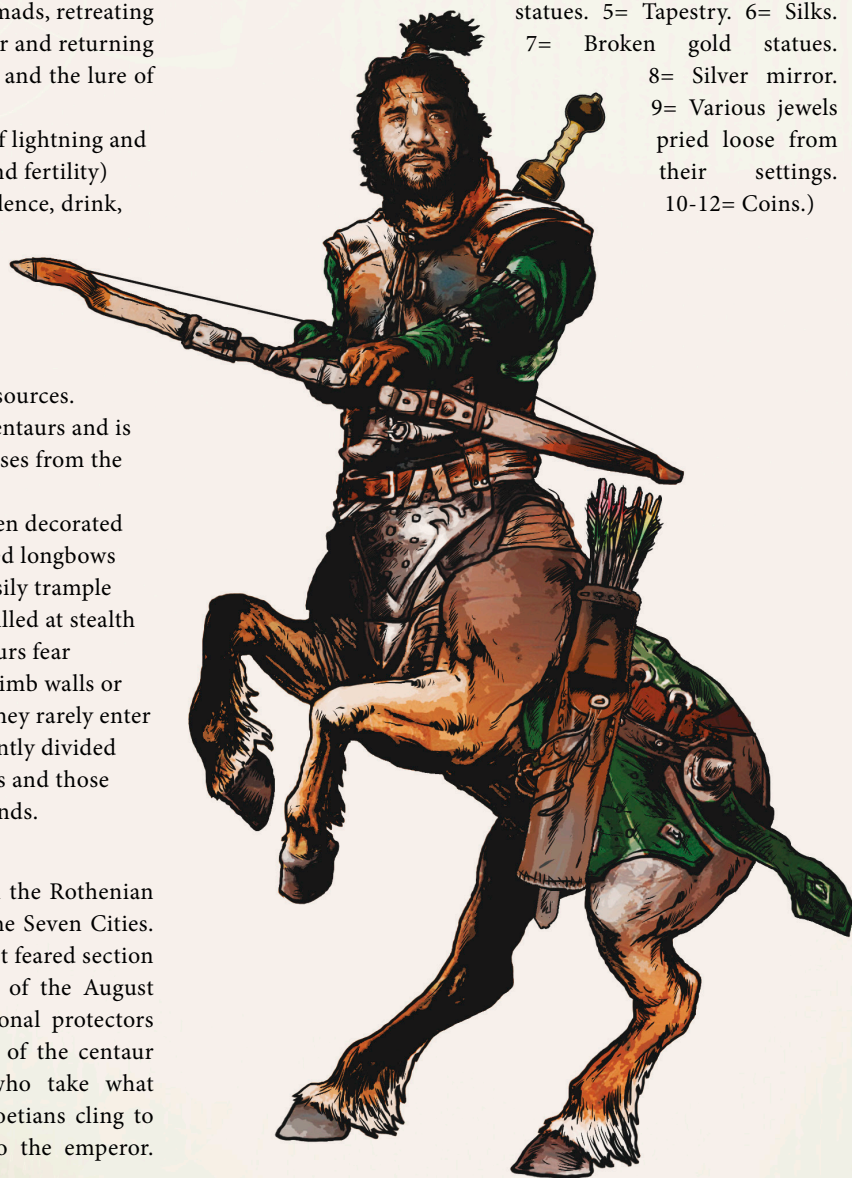 mads, retreating
r and returning
and the lure of
f lightning and
nd fertility)
lence, drink,
sources.
entaurs and is
ses from the
en decorated
ed longbows
sily trample
lled at stealth
urs fear
imb walls or
hey rarely enter
ntly divided
s and those
nds.
the Rothenian
he Seven Cities.
t feared section
of the August
onal protectors
of the centaur
who take what
oetians cling to
o the emperor.
statues. 5= Tapestry. 6= Silks.
7= Broken gold statues.
8= Silver mirror.
9= Various jewels
pried loose from
their settings.
10-12= Coins.)